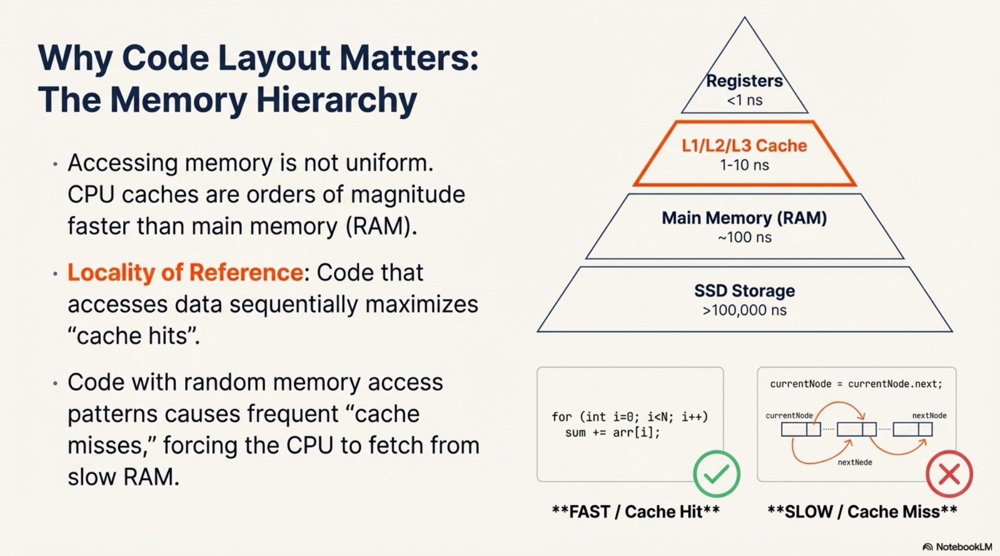 Why Code Layout Matters:
The Memory Hierarchy
· Accessing memory is not uniform.
CPU caches are orders of magnitude
faster than main memory (RAM).
· Locality of Reference: Code that
accesses data sequentially maximizes
“cache hits”.
· Code with random memory access
patterns causes frequent “cache
misses,” forcing the CPU to fetch from
slow RAM.
Registers
<1 ns
L1/L2/L3 Cache
1-10 ns
Main Memory (RAM)
~100 ns
SSD Storage
>100,000 ns
for (int i=0; i<N; i++)
sum += arr[i];
**FAST / Cache Hit**
currentNode = currentNode.next;
currentNode
nextNode
nextNede
**SLOW / Cache Miss**
NotebookLM